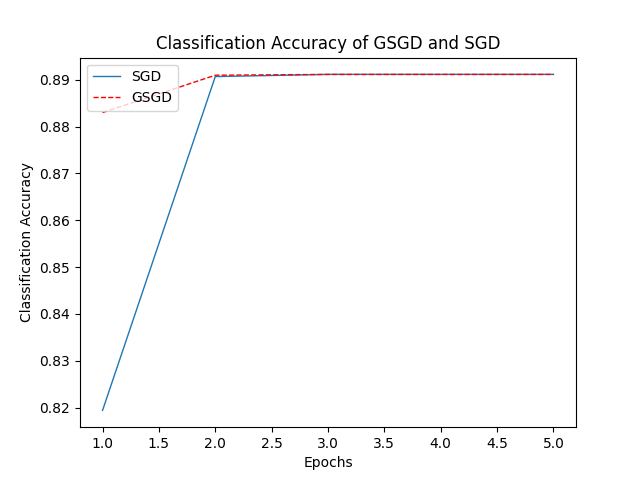 Classification Accuracy of GSGD and SGD
SGD
GSGD
Classification Accuracy
0.89
0.88
0.87
0.86
0.85
0.84
0.83
0.82
1.0 1.5 2.0 2.5 3.0 3.5 4.0 4.5 5.0
Epochs